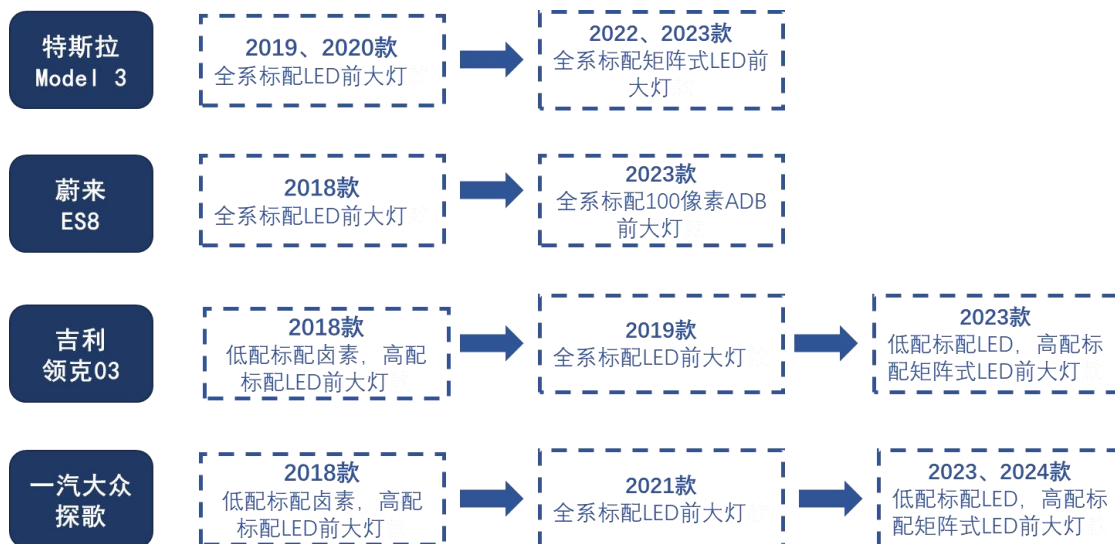 特斯拉
Model 3
2019、2020款
全系标配LED前大灯
2022、2023款
全系标配矩阵式LED前
大灯
蔚来
ES8
2018款
全系标配LED前大灯
2023款
全系标配100像素ADB
前大灯
吉利
领克03
2018款
低配标配卤素，高配
标配LED前大灯
2019款
全系标配LED前大灯
2023款
低配标配LED，高配标
配矩阵式LED前大灯
一汽大众
探歌
2018款
低配标配卤素，高配
标配LED前大灯
2021款
全系标配LED前大灯
2023、2024款
低配标配LED，高配标
配矩阵式LED前大灯